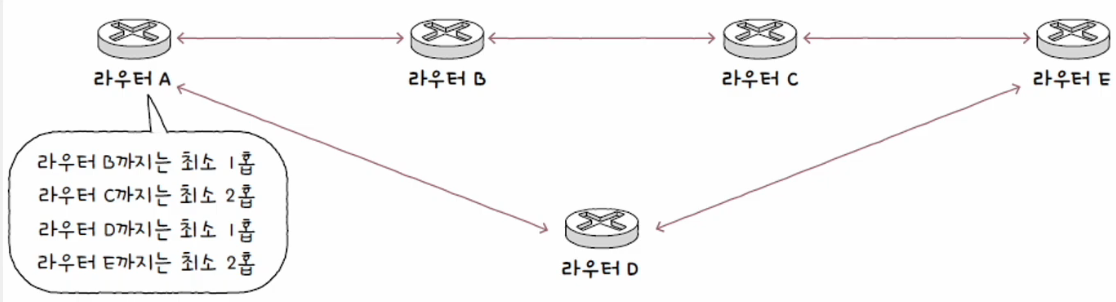 라우터 A
라우터 B
라우터 C
라우터 E
라우터 B까지는 최소 1홉
라우터 C까지는 최소 2홉
라우터 D까지는 최소 1홉
라우터 E까지는 최소 2홉
라우터 D